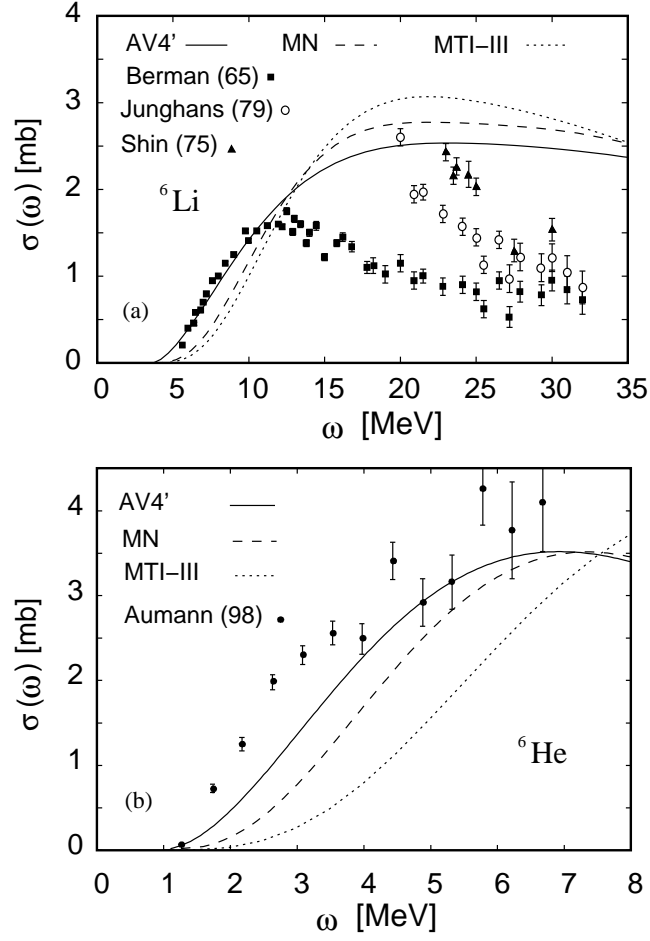 (a)
AV4' MN MTI−III
Berman (65)
Junghans (79)
Shin (75)
⁶Li
σ(ω) [mb]
4
3
2
1
0
0 5 10 15 20 25 30 35
ω [MeV]
AV4'
MN
MTI−III
Aumann (98)
⁶He
(b)
σ(ω) [mb]
4
3
2
1
0
0 1 2 3 4 5 6 7 8
ω [MeV]